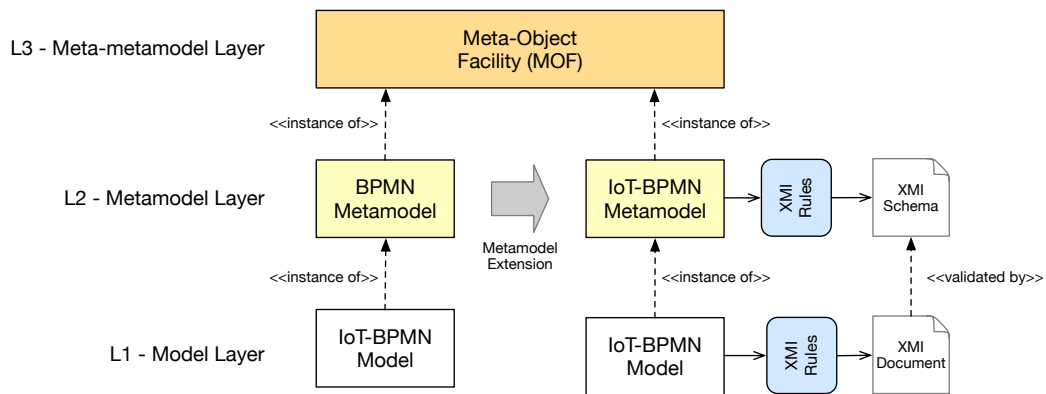 L3 - Meta-metamodel Layer
Meta-Object
Facility (MOF)
<<instance of>>
<<instance of>>
L2 - Metamodel Layer
BPMN
Metamodel
Metamodel
Extension
IoT-BPMN
Metamodel
XMI
Rules
XMI
Schema
<<instance of>>
<<instance of>>
<<validated by>>
L1 - Model Layer
IoT-BPMN
Model
IoT-BPMN
Model
XMI
Rules
XMI
Document